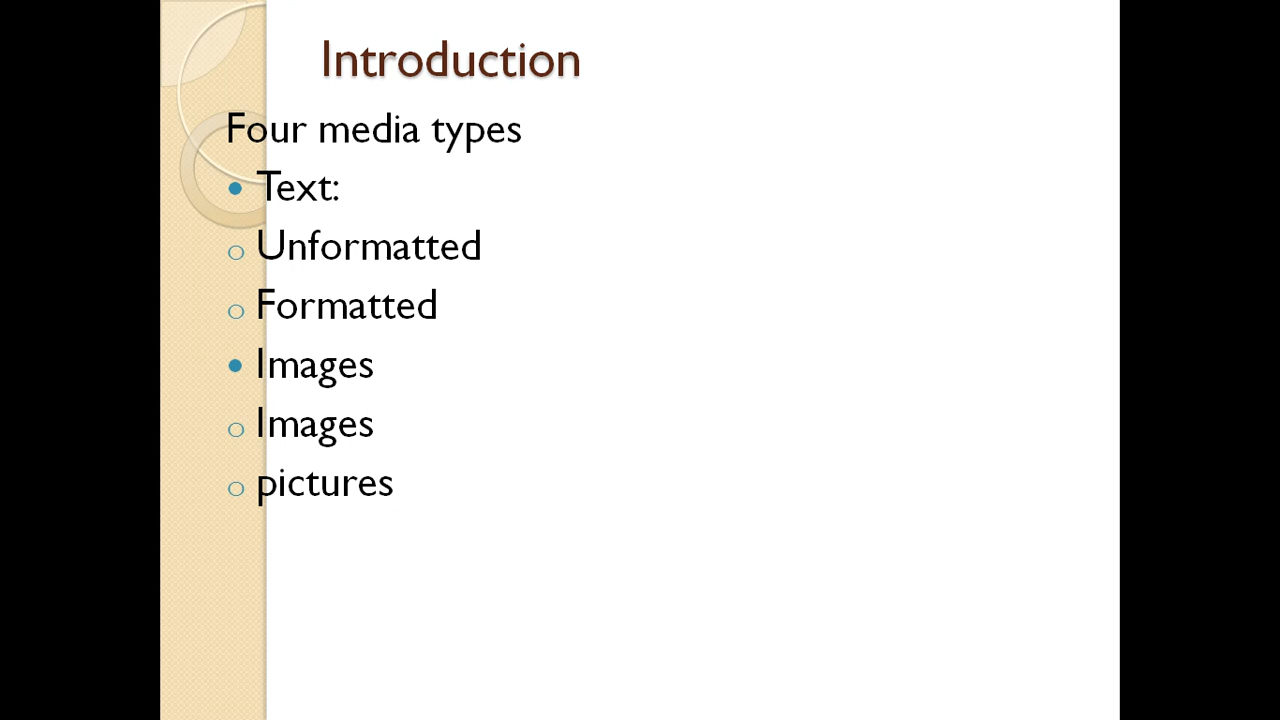 Introduction
Four media types
• Text:
o Unformatted
o Formatted
• Images
o Images
o pictures